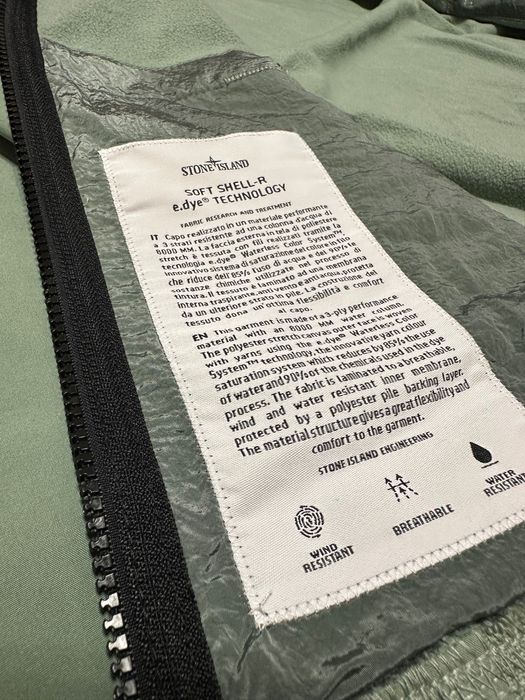 STONE ISLAND
SOFT SHELL-R
e.dye® TECHNOLOGY
FABRIC RESEARCH AND TREATMENT
IT Capo realizzato in un materiale performante
a 3 strati resistente ad una colonna d'acqua di
8000 MM. La faccia esterna in tela di poliestere
stretch è tessuta con fili realizzati tramite la
tecnologia e.dye® Waterless Color System™,
innovativo sistema di saturazione del colore in filo
che riduce dell'85% l'uso di acqua e del 90% le
sostanze chimiche utilizzate nel processo di
tintura. Il tessuto è laminato ad una membrana
interna traspirante antivento e antiacqua, protetta
da un ulteriore strato in pile. La costruzione del
tessuto dona un'ottima flessibilità e comfort
al capo.
EN This garment is made in a 3-ply performance
material with an 8000 MM water column.
The polyester stretch canvas outer face is woven
with yarns using the e.dye® Waterless Color
System™ technology, the innovative yarn colour
saturation system which reduces by 85% the use
of water and 90% of the chemicals used in the dye
process. The fabric is laminated to a breathable,
wind and water resistant inner membrane,
protected by a polyester pile backing layer.
The material structure gives a great flexibility and
comfort to the garment.
STONE ISLAND ENGINEERING
WIND
RESISTANT
BREATHABLE
WATER
RESISTANT